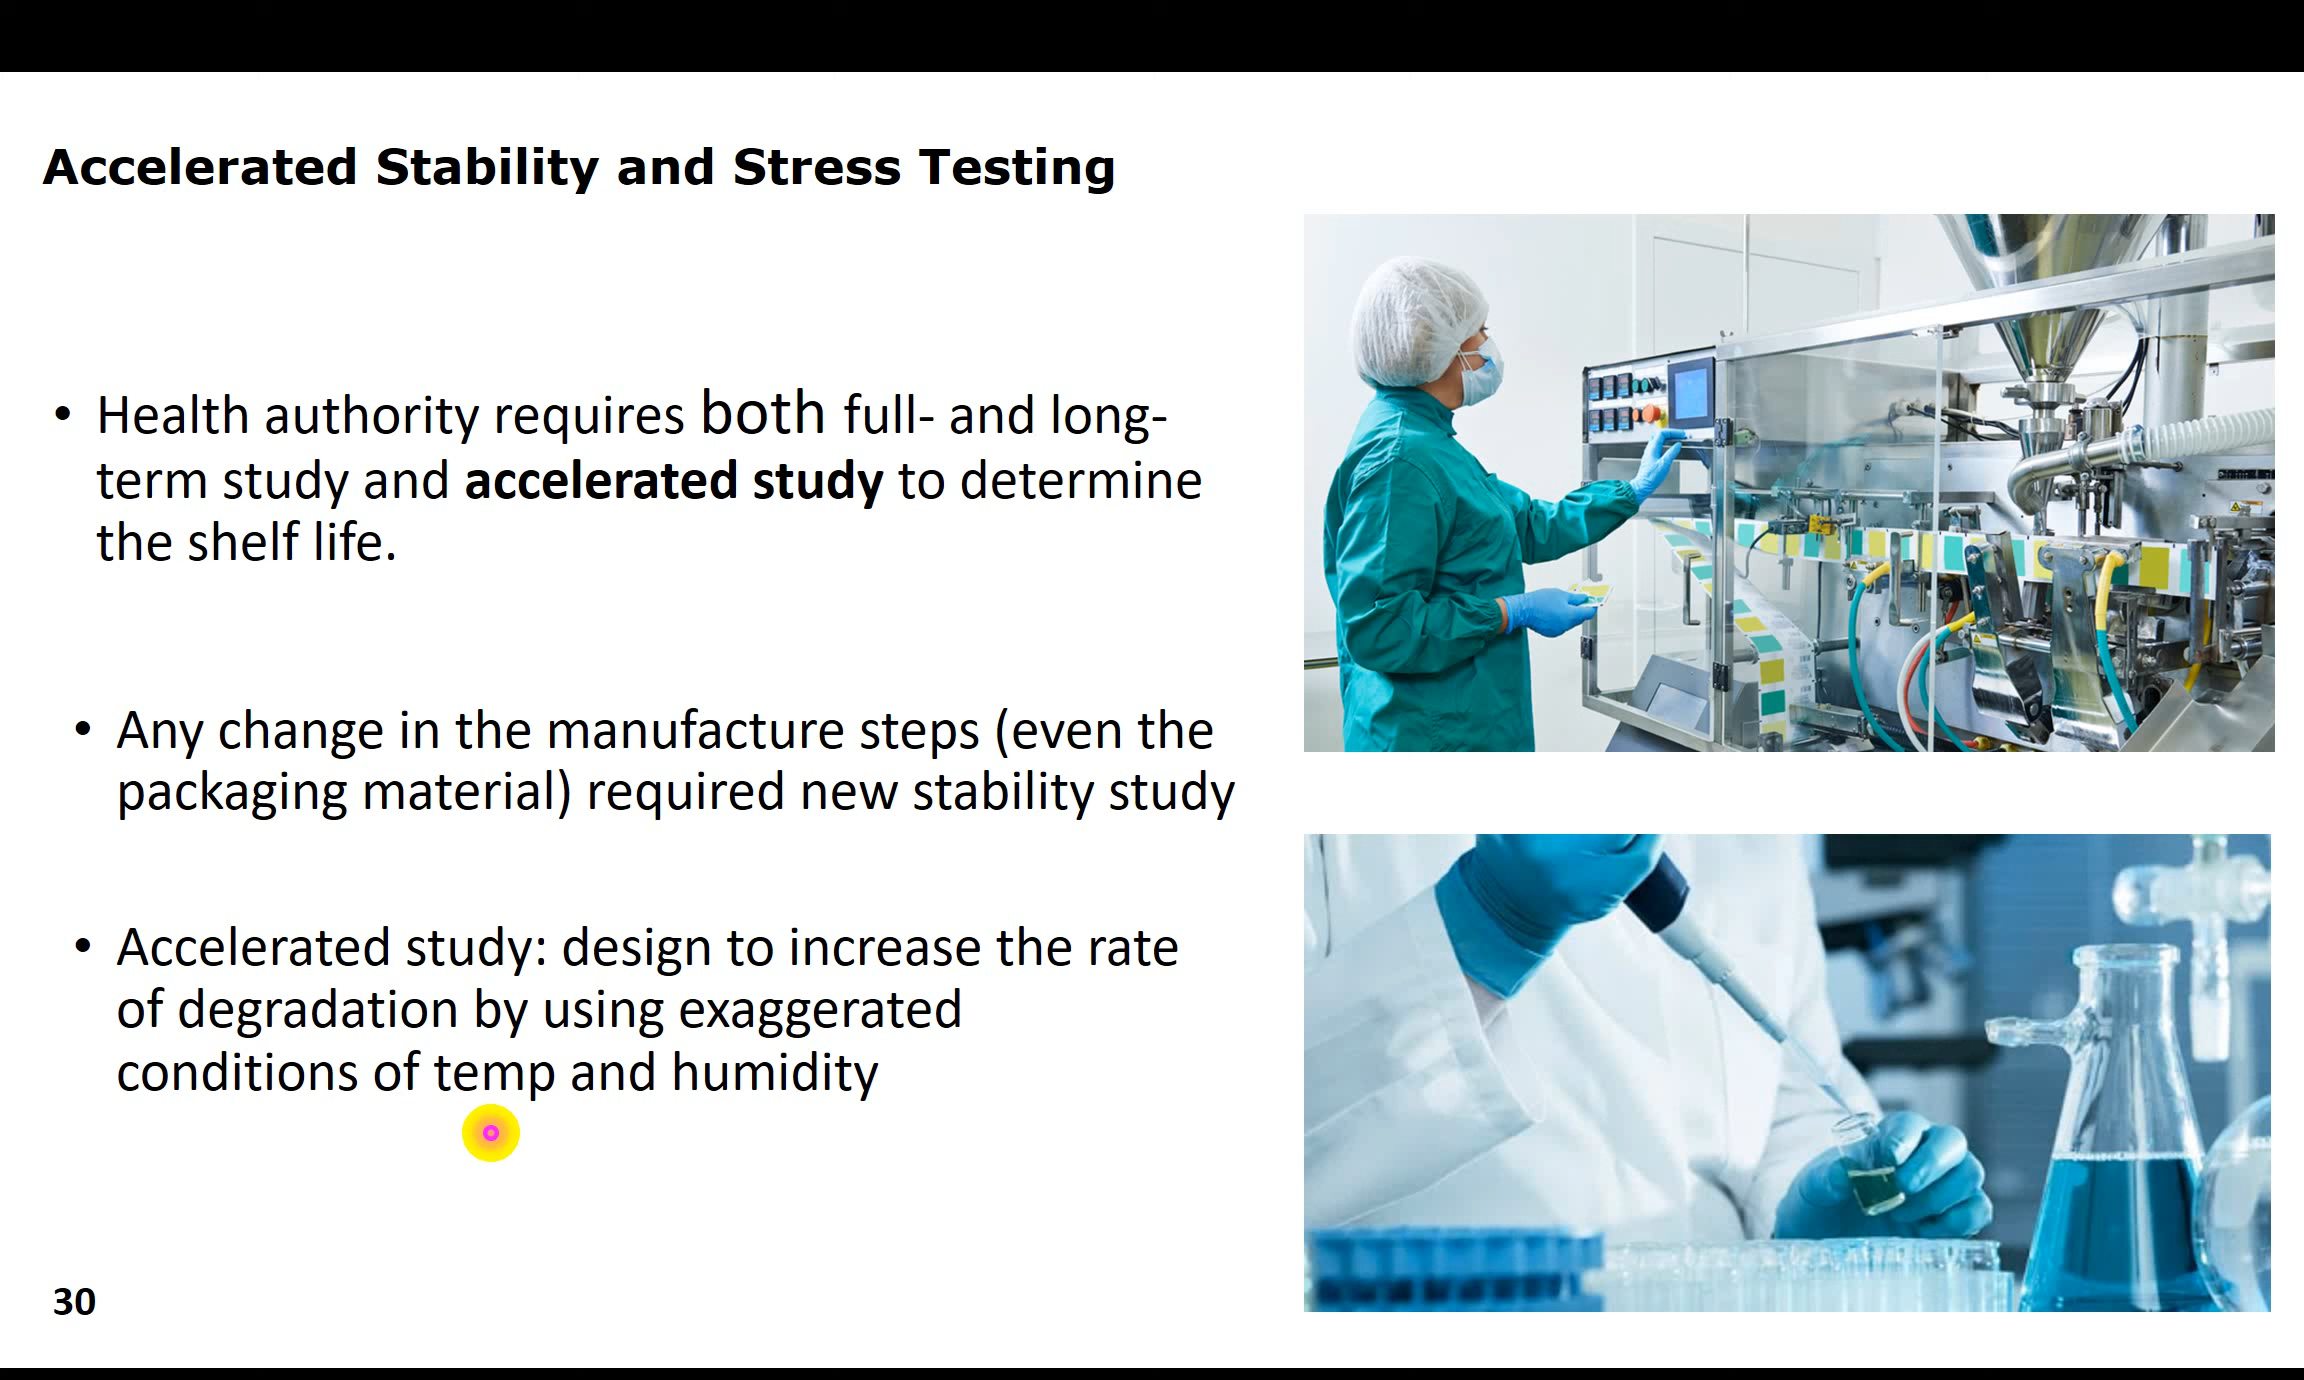 Accelerated Stability and Stress Testing
• Health authority requires both full- and long-
term study and accelerated study to determine
the shelf life.
• Any change in the manufacture steps (even the
packaging material) required new stability study
• Accelerated study: design to increase the rate
of degradation by using exaggerated
conditions of temp and humidity
30